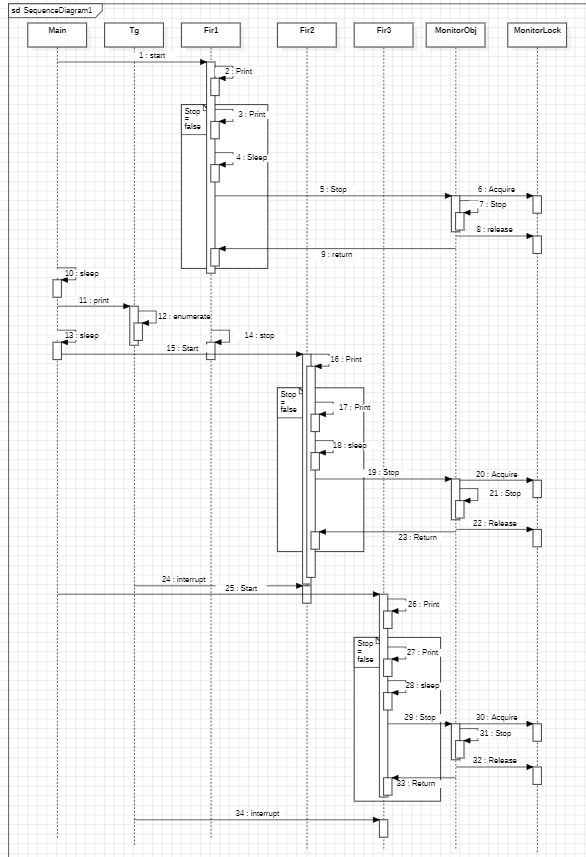 sd SequenceDiagram1
Main
Tg
Fir1
Fir2
Fir3
MonitorObj
MonitorLock
1 : start
2 : Print
Stop
=
false
3 : Print
4 : Sleep
5 : Stop
6 : Acquire
7 : Stop
8 : release
9 : return
10 : sleep
11 : print
12 : enumerate
13 : sleep
14 : stop
15 : Start
16 : Print
Stop
=
false
17 : Print
18 : sleep
19 : Stop
20 : Acquire
21 : Stop
22 : Release
23 : Return
24 : interrupt
25 : Start
26 : Print
Stop
=
false
27 : Print
28 : sleep
29 : Stop
30 : Acquire
31 : Stop
32 : Release
33 : Return
34 : interrupt